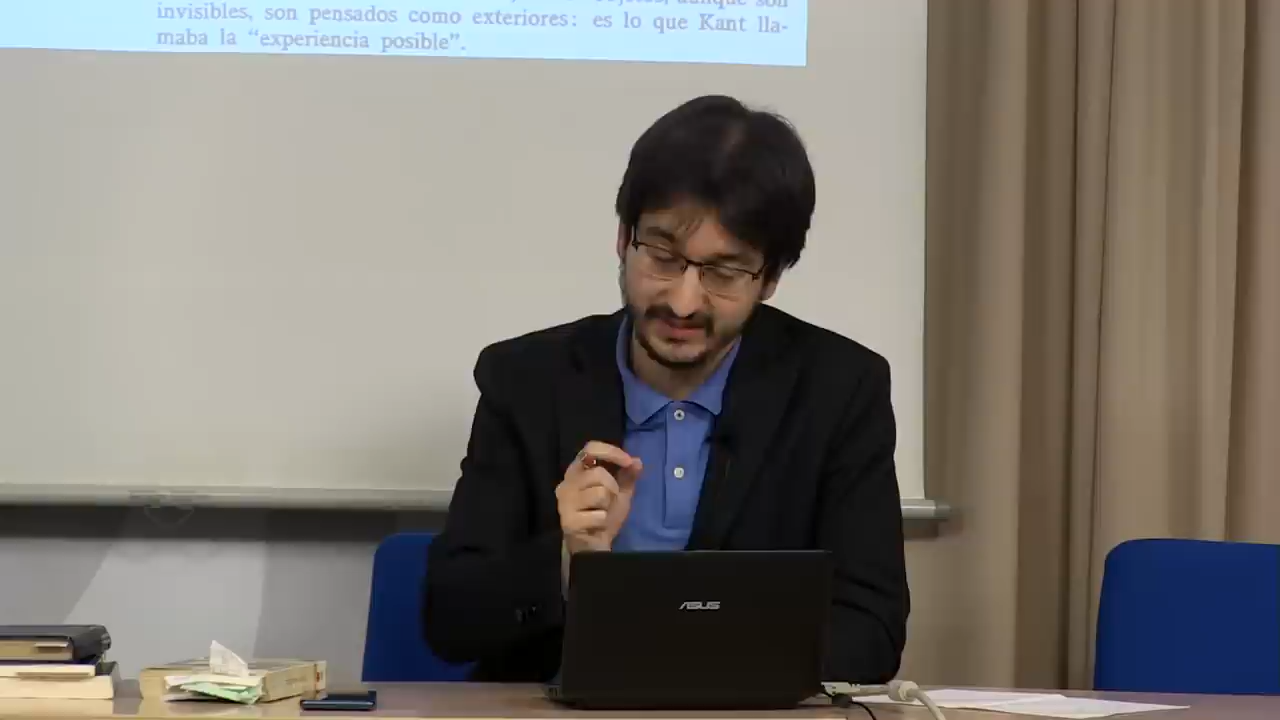 invisibles, son pensados como exteriores: es lo que Kant lla-
maba la “experiencia posible”.
ASUS